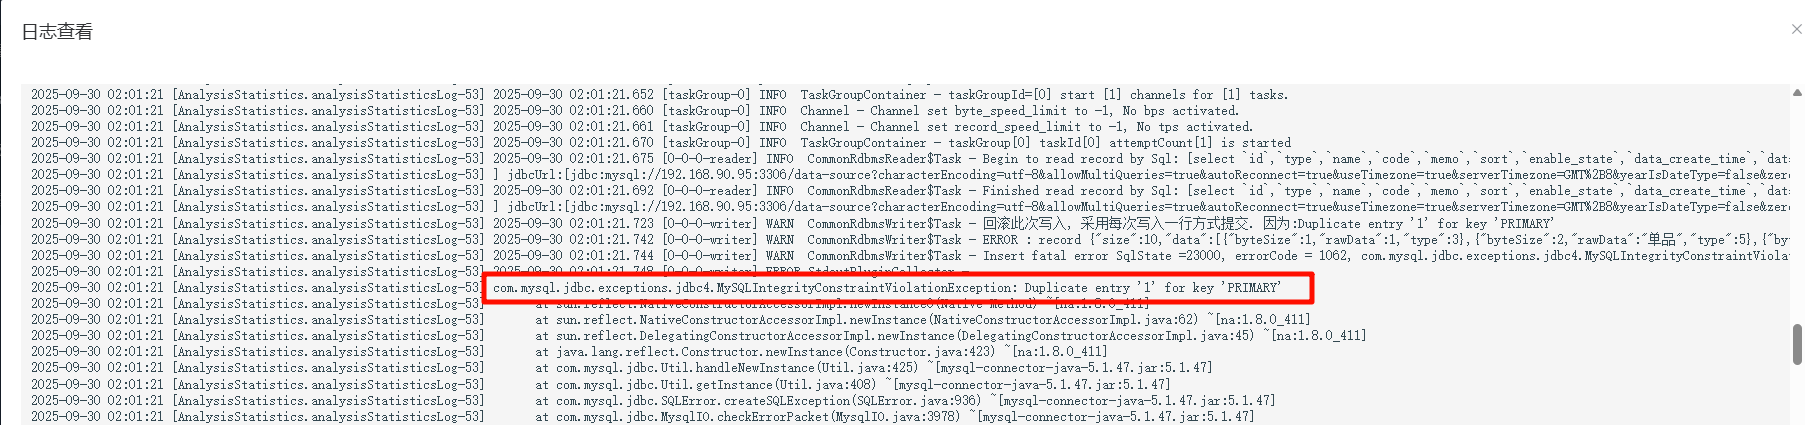 日志查看
2025-09-30 02:01:21 [AnalysisStatistics.analysisStatisticsLog-53] 2025-09-30 02:01:21.652 [taskGroup-0] INFO  TaskGroupContainer - taskGroupId=[0] start [1] channels for [1] tasks.
2025-09-30 02:01:21 [AnalysisStatistics.analysisStatisticsLog-53] 2025-09-30 02:01:21.660 [taskGroup-0] INFO  Channel - Channel set byte_speed_limit to -1, No bps activated.
2025-09-30 02:01:21 [AnalysisStatistics.analysisStatisticsLog-53] 2025-09-30 02:01:21.661 [taskGroup-0] INFO  Channel - Channel set record_speed_limit to -1, No tps activated.
2025-09-30 02:01:21 [AnalysisStatistics.analysisStatisticsLog-53] 2025-09-30 02:01:21.670 [taskGroup-0] INFO  TaskGroupContainer - taskGroup[0] taskId[0] attemptCount[1] is started
2025-09-30 02:01:21 [AnalysisStatistics.analysisStatisticsLog-53] 2025-09-30 02:01:21.675 [0-0-0-reader] INFO  CommonRdbmsReader$Task - Begin to read record by Sql: [select `id`,`type`,`name`,`code`,`memo`,`sort`,`enable_state`,`data_create_time`,`dat
2025-09-30 02:01:21 [AnalysisStatistics.analysisStatisticsLog-53] ] jdbcUrl:[jdbc:mysql://192.168.90.95:3306/data-source?characterEncoding=utf-8&allowMultiQueries=true&autoReconnect=true&useTimezone=true&serverTimezone=GMT%2B8&yearIsDateType=false&zero
2025-09-30 02:01:21 [AnalysisStatistics.analysisStatisticsLog-53] 2025-09-30 02:01:21.692 [0-0-0-reader] INFO  CommonRdbmsReader$Task - Finished read record by Sql: [select `id`,`type`,`name`,`code`,`memo`,`sort`,`enable_state`,`data_create_time`,`dat
2025-09-30 02:01:21 [AnalysisStatistics.analysisStatisticsLog-53] ] jdbcUrl:[jdbc:mysql://192.168.90.95:3306/data-source?characterEncoding=utf-8&allowMultiQueries=true&autoReconnect=true&useTimezone=true&serverTimezone=GMT%2B8&yearIsDateType=false&zero
2025-09-30 02:01:21 [AnalysisStatistics.analysisStatisticsLog-53] 2025-09-30 02:01:21.723 [0-0-0-writer] WARN  CommonRdbmsWriter$Task - 回滚此次写入, 采用每次写入一行方式提交. 因为:Duplicate entry '1' for key 'PRIMARY'
2025-09-30 02:01:21 [AnalysisStatistics.analysisStatisticsLog-53] 2025-09-30 02:01:21.742 [0-0-0-writer] WARN  CommonRdbmsWriter$Task - ERROR : record {"size":10,"data":[{"byteSize":1,"rawData":1,"type":3},{"byteSize":2,"rawData":"单品","type":5},{"by
2025-09-30 02:01:21 [AnalysisStatistics.analysisStatisticsLog-53] 2025-09-30 02:01:21.744 [0-0-0-writer] WARN  CommonRdbmsWriter$Task - Insert fatal error SqlState =23000, errorCode = 1062, com.mysql.jdbc.exceptions.jdbc4.MySQLIntegrityConstraintViola
2025-09-30 02:01:21 [AnalysisStatistics.analysisStatisticsLog-53] 2025-09-30 02:01:21.748 [0-0-0-writer] ERROR StdoutPluginCollector -
2025-09-30 02:01:21 [AnalysisStatistics.analysisStatisticsLog-53] com.mysql.jdbc.exceptions.jdbc4.MySQLIntegrityConstraintViolationException: Duplicate entry '1' for key 'PRIMARY'
2025-09-30 02:01:21 [AnalysisStatistics.analysisStatisticsLog-53] at sun.reflect.NativeConstructorAccessorImpl.newInstance0(Native Method) ~[na:1.8.0_411]
2025-09-30 02:01:21 [AnalysisStatistics.analysisStatisticsLog-53] at sun.reflect.NativeConstructorAccessorImpl.newInstance(NativeConstructorAccessorImpl.java:62) ~[na:1.8.0_411]
2025-09-30 02:01:21 [AnalysisStatistics.analysisStatisticsLog-53] at sun.reflect.DelegatingConstructorAccessorImpl.newInstance(DelegatingConstructorAccessorImpl.java:45) ~[na:1.8.0_411]
2025-09-30 02:01:21 [AnalysisStatistics.analysisStatisticsLog-53] at java.lang.reflect.Constructor.newInstance(Constructor.java:423) ~[na:1.8.0_411]
2025-09-30 02:01:21 [AnalysisStatistics.analysisStatisticsLog-53] at com.mysql.jdbc.Util.handleNewInstance(Util.java:425) ~[mysql-connector-java-5.1.47.jar:5.1.47]
2025-09-30 02:01:21 [AnalysisStatistics.analysisStatisticsLog-53] at com.mysql.jdbc.Util.getInstance(Util.java:408) ~[mysql-connector-java-5.1.47.jar:5.1.47]
2025-09-30 02:01:21 [AnalysisStatistics.analysisStatisticsLog-53] at com.mysql.jdbc.SQLError.createSQLException(SQLError.java:936) ~[mysql-connector-java-5.1.47.jar:5.1.47]
2025-09-30 02:01:21 [AnalysisStatistics.analysisStatisticsLog-53] at com.mysql.jdbc.MysqlIO.checkErrorPacket(MysqlIO.java:3978) ~[mysql-connector-java-5.1.47.jar:5.1.47]